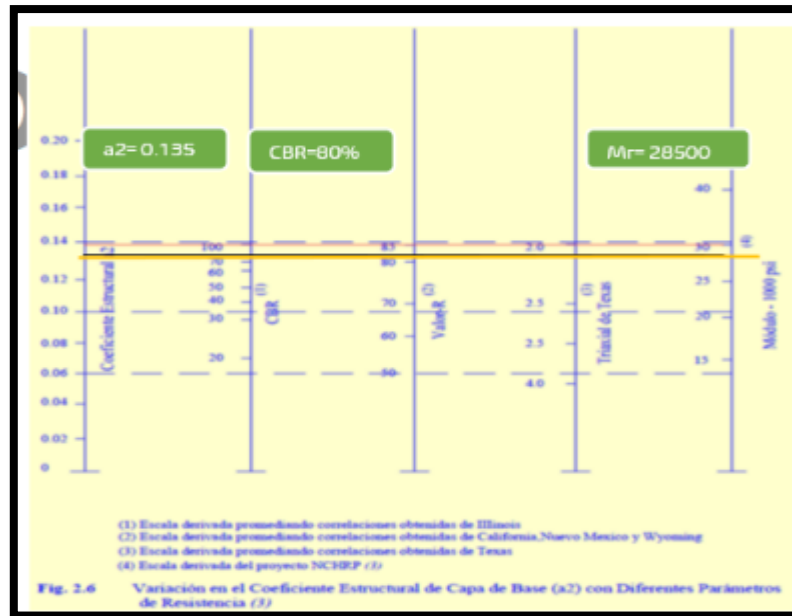 a2= 0.135
CBR=80%
Mr= 28500
0.20
0.18
0.16
0.14
0.12
0.10
0.08
0.06
0.04
0.02
0
Coeficiente Estructural a2
100
70
60
50
40
30
20
(1)
CBR
85
80
70
60
50
(2)
Valor-R
2.0
2.5
2.5
4.0
(3)
Triaxial de Texas
40
30
25
20
15
(4)
Módulo - 1000 psi
(1) Escala derivada promediando correlaciones obtenidas de Illinois
(2) Escala derivada promediando correlaciones obtenidas de California,Nuevo Mexico y Wyoming
(3) Escala derivada promediando correlaciones obtenidas de Texas
(4) Escala derivada del proyecto NCHRP (3)
Fig. 2.6 Variación en el Coeficiente Estructural de Capa de Base (a2) con Diferentes Parámetros
de Resistencia (3)